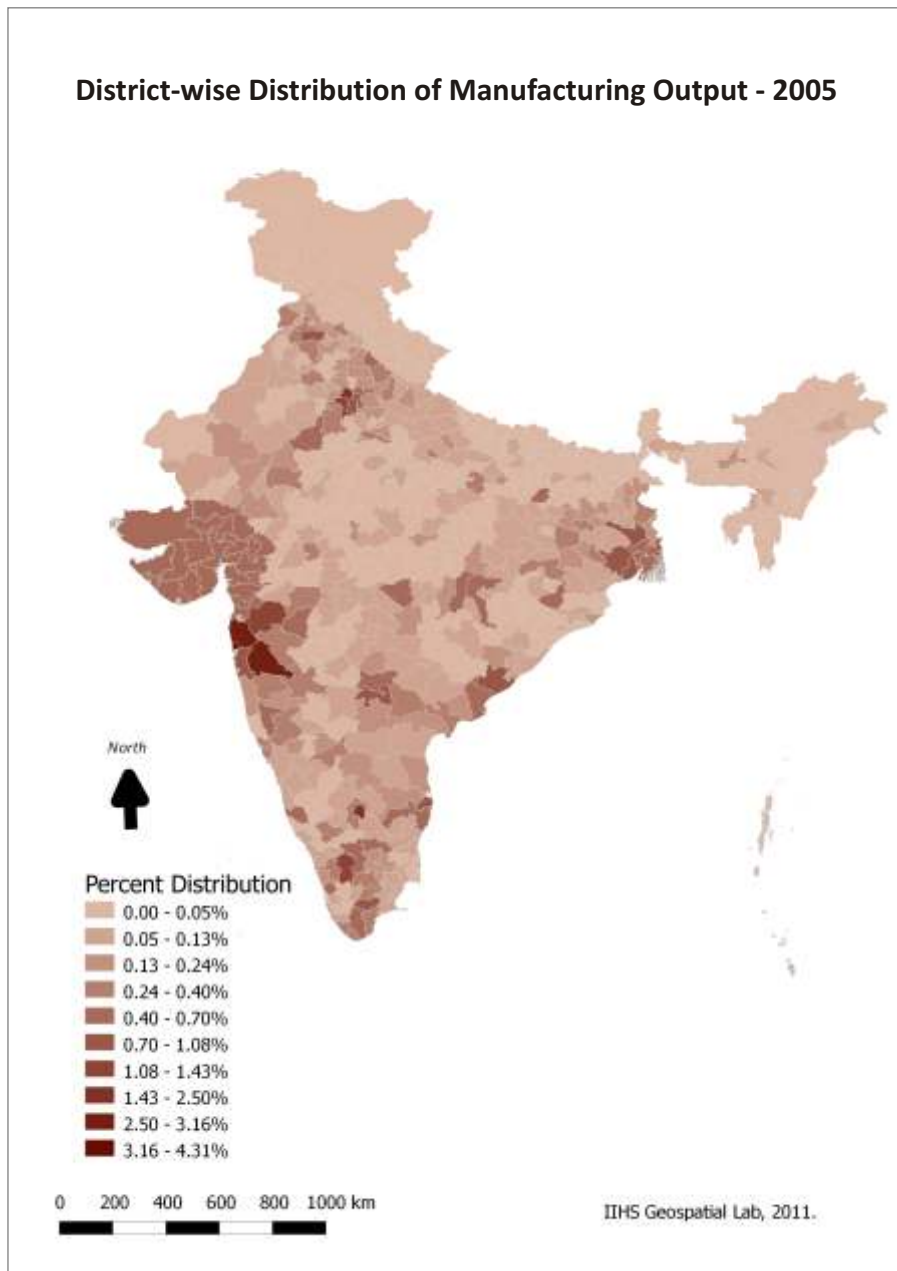 District-wise Distribution of Manufacturing Output - 2005
North
Percent Distribution
0.00 - 0.05%
0.05 - 0.13%
0.13 - 0.24%
0.24 - 0.40%
0.40 - 0.70%
0.70 - 1.08%
1.08 - 1.43%
1.43 - 2.50%
2.50 - 3.16%
3.16 - 4.31%
0 200 400 600 800 1000 km
IIHS Geospatial Lab, 2011.